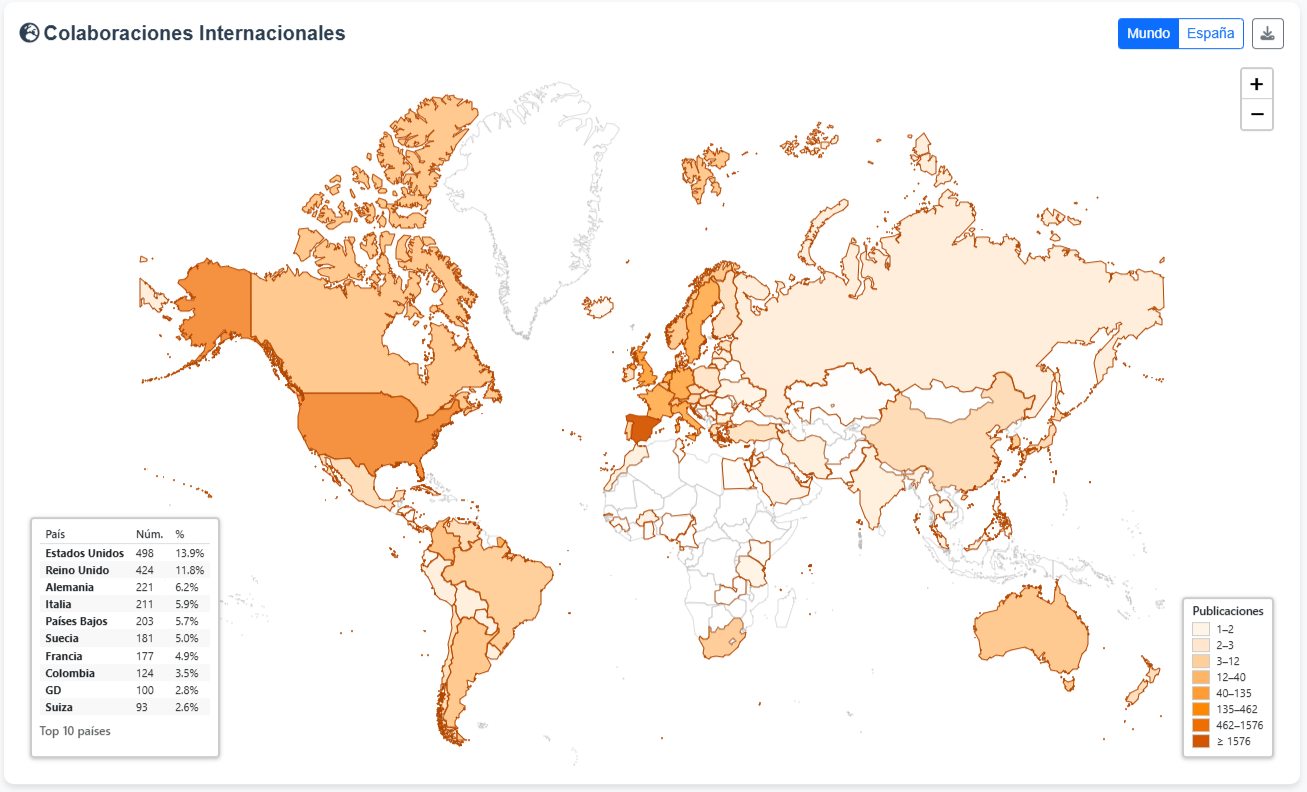 Colaboraciones Internacionales
Mundo España
+
−
País Núm. %
Estados Unidos 498 13.9%
Reino Unido 424 11.8%
Alemania 221 6.2%
Italia 211 5.9%
Países Bajos 203 5.7%
Suecia 181 5.0%
Francia 177 4.9%
Colombia 124 3.5%
GD 100 2.8%
Suiza 93 2.6%
Top 10 países
Publicaciones
1–2
2–3
3–12
12–40
40–135
135–462
462–1576
≥ 1576